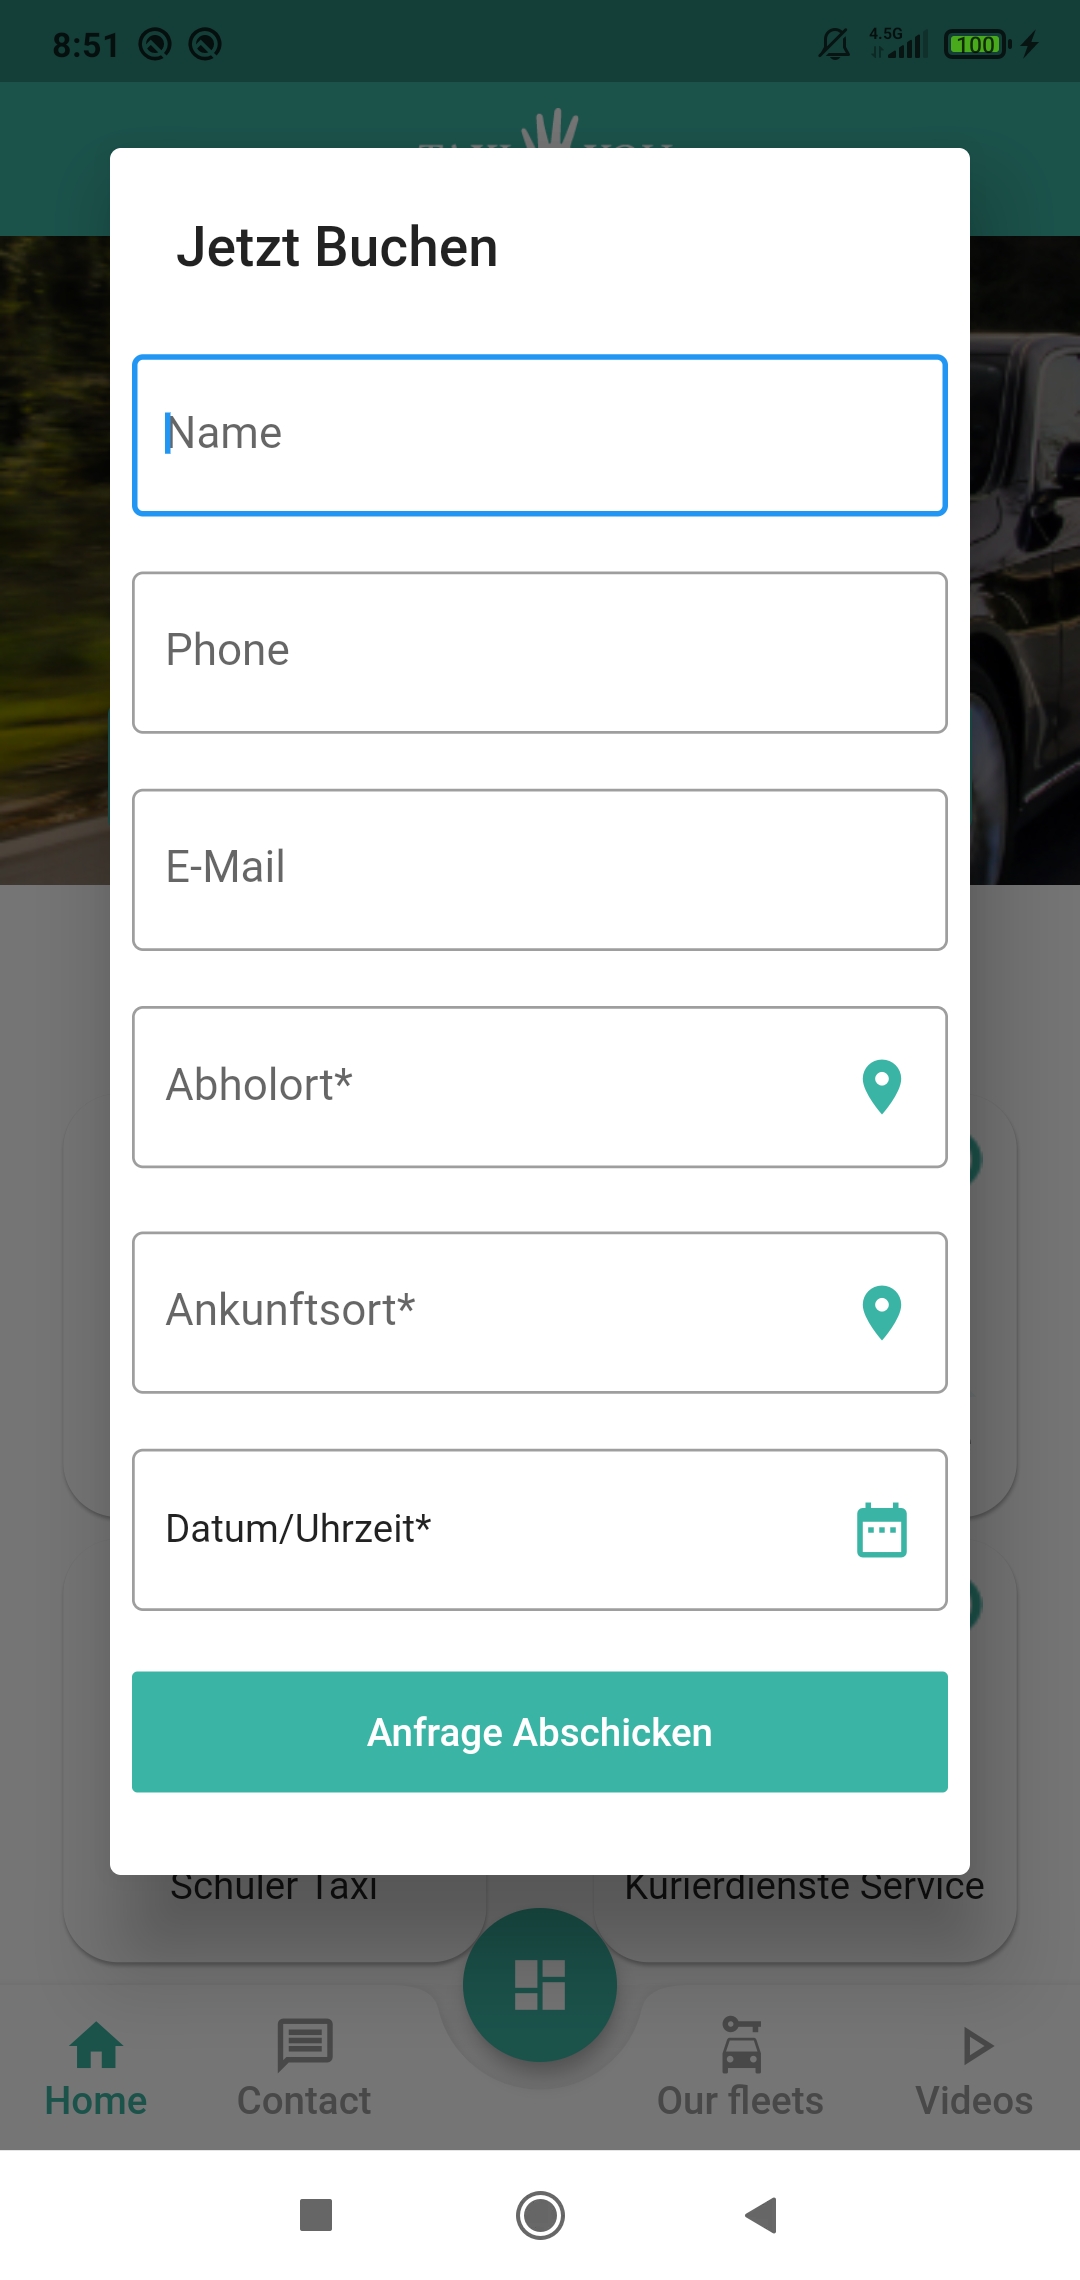 8:51
4.5G
100
Jetzt Buchen
Name
Phone
E-Mail
Abholort*
Ankunftsort*
Datum/Uhrzeit*
Anfrage Abschicken
Schüler Taxi
Kurierdienste Service
Home
Contact
Our fleets
Videos